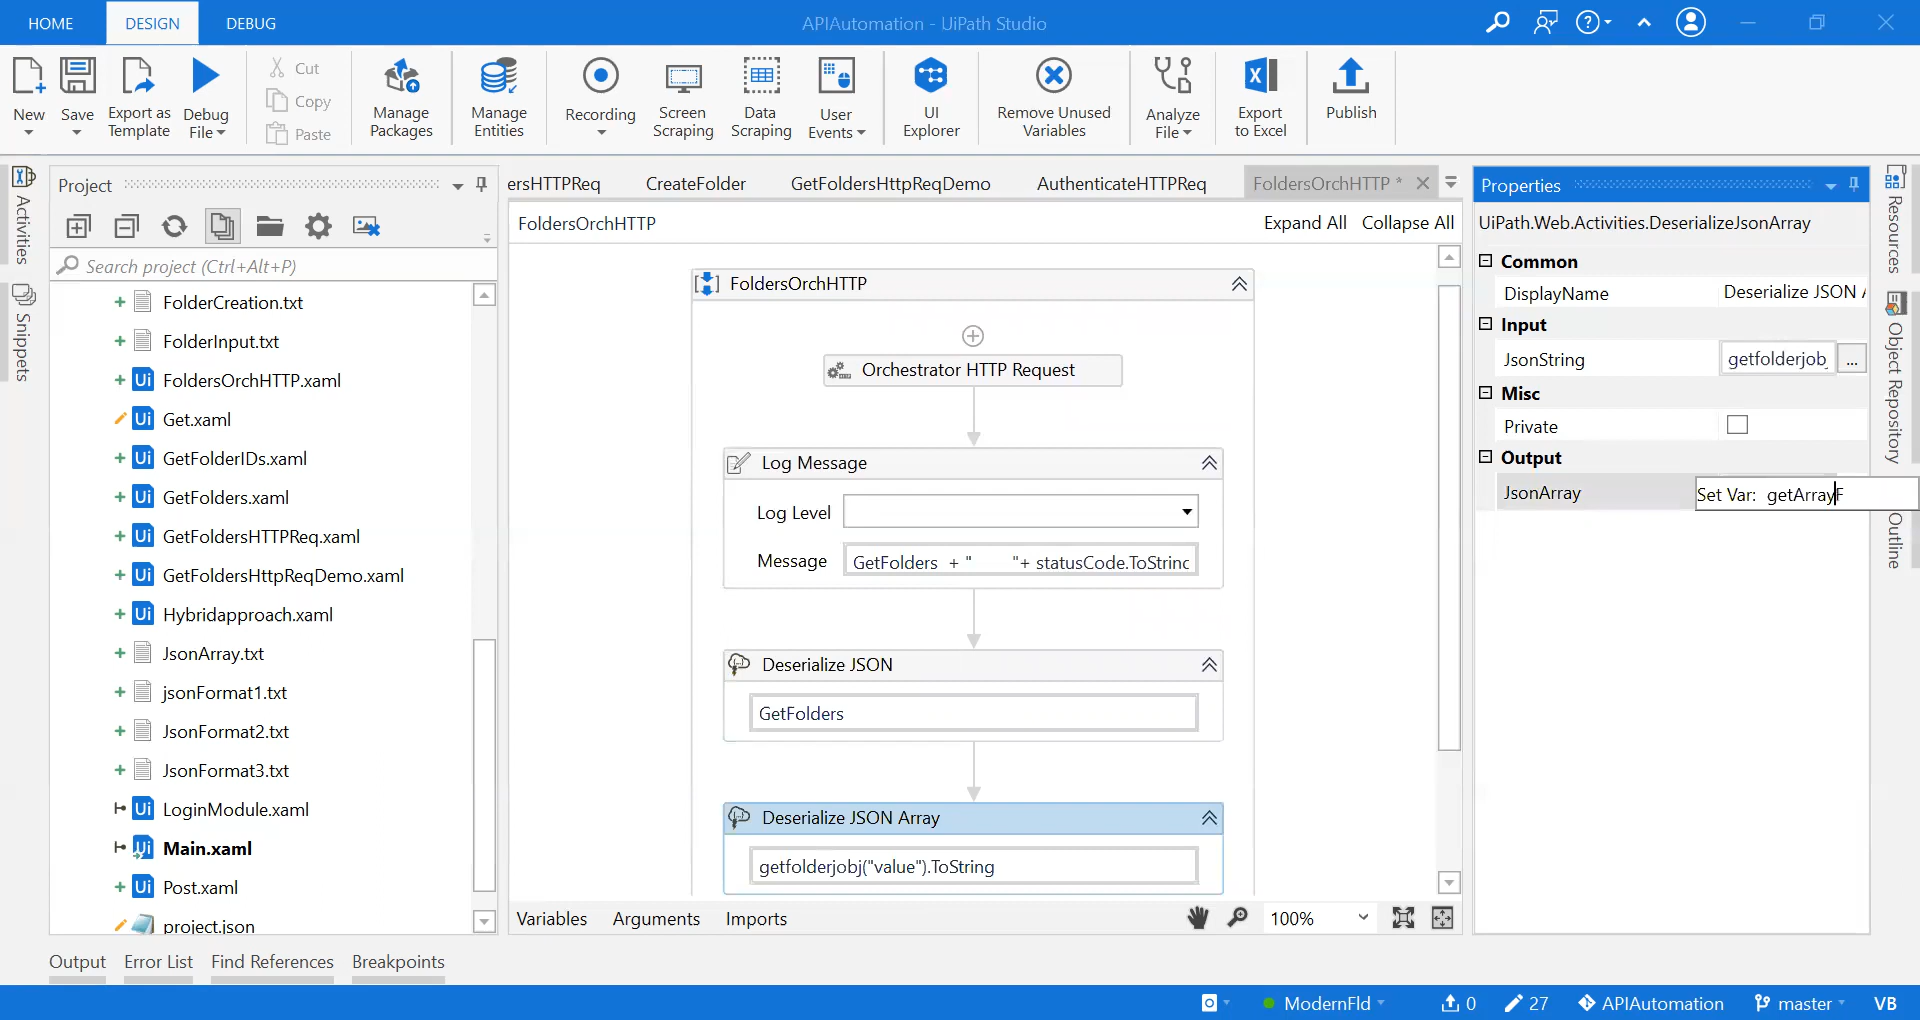 HOME
DESIGN
DEBUG
APIAutomation - UiPath Studio
New
Save
Export as
Template
Debug
File
Cut
Copy
Paste
Manage
Packages
Manage
Entities
Recording
Screen
Scraping
Data
Scraping
User
Events
UI
Explorer
Remove Unused
Variables
Analyze
File
Export
to Excel
Publish
Activities
Snippets
Project
Search project (Ctrl+Alt+P)
FolderCreation.txt
FolderInput.txt
FoldersOrchHTTP.xaml
Get.xaml
GetFolderIDs.xaml
GetFolders.xaml
GetFoldersHTTPReq.xaml
GetFoldersHttpReqDemo.xaml
Hybridapproach.xaml
JsonArray.txt
jsonFormat1.txt
JsonFormat2.txt
JsonFormat3.txt
LoginModule.xaml
Main.xaml
Post.xaml
project.json
ersHTTPReq
CreateFolder
GetFoldersHttpReqDemo
AuthenticateHTTPReq
FoldersOrchHTTP *
FoldersOrchHTTP
Expand All
Collapse All
FoldersOrchHTTP
Orchestrator HTTP Request
Log Message
Log Level
Message
GetFolders + " "+ statusCode.ToString
Deserialize JSON
GetFolders
Deserialize JSON Array
getfolderjobj("value").ToString
Variables
Arguments
Imports
100%
Properties
UiPath.Web.Activities.DeserializeJsonArray
Common
DisplayName
Deserialize JSON A
Input
JsonString
getfolderjobj
...
Misc
Private
Output
JsonArray
Set Var: getArrayF
Resources
Object Repository
Outline
Output
Error List
Find References
Breakpoints
ModernFld
0
27
APIAutomation
master
VB